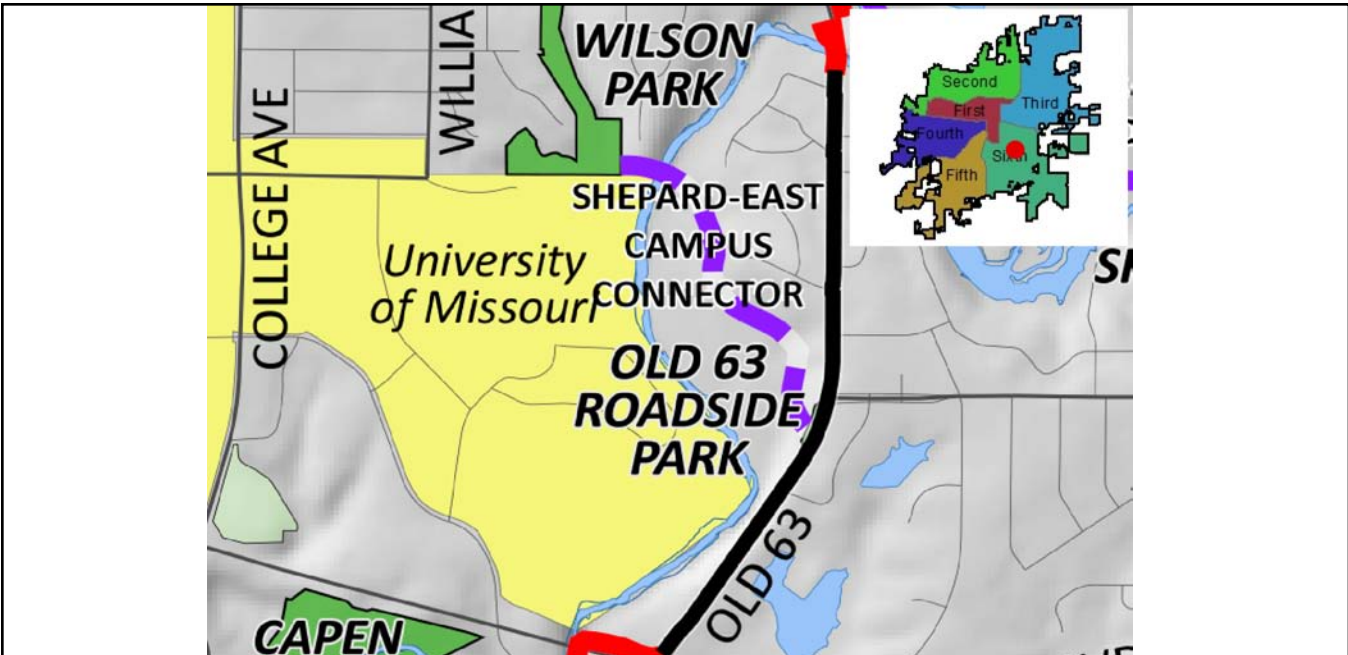 WILSON
PARK
WILLIA
COLLEGE AVE
Second
Third
First
Fourth
Sixth
Fifth
SHEPARD-EAST
CAMPUS
CONNECTOR
University
of Missouri
OLD 63
ROADSIDE
PARK
OLD 63
CAPEN